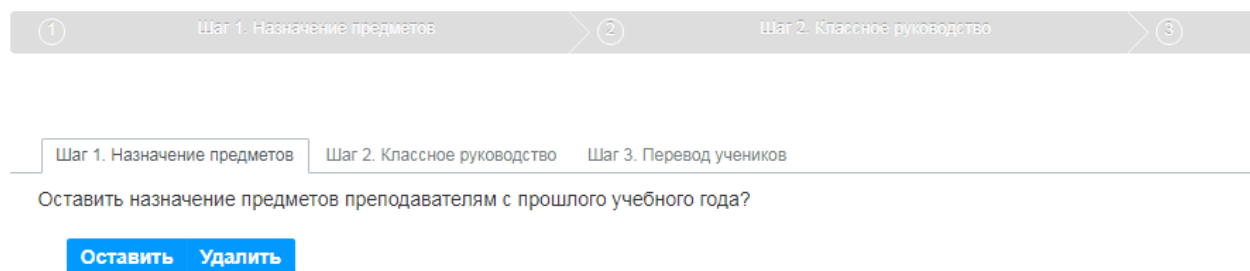 1 Шаг 1. Назначение предметов 2 Шаг 2. Классное руководство 3
Шаг 1. Назначение предметов Шаг 2. Классное руководство Шаг 3. Перевод учеников
Оставить назначение предметов преподавателям с прошлого учебного года?
Оставить Удалить